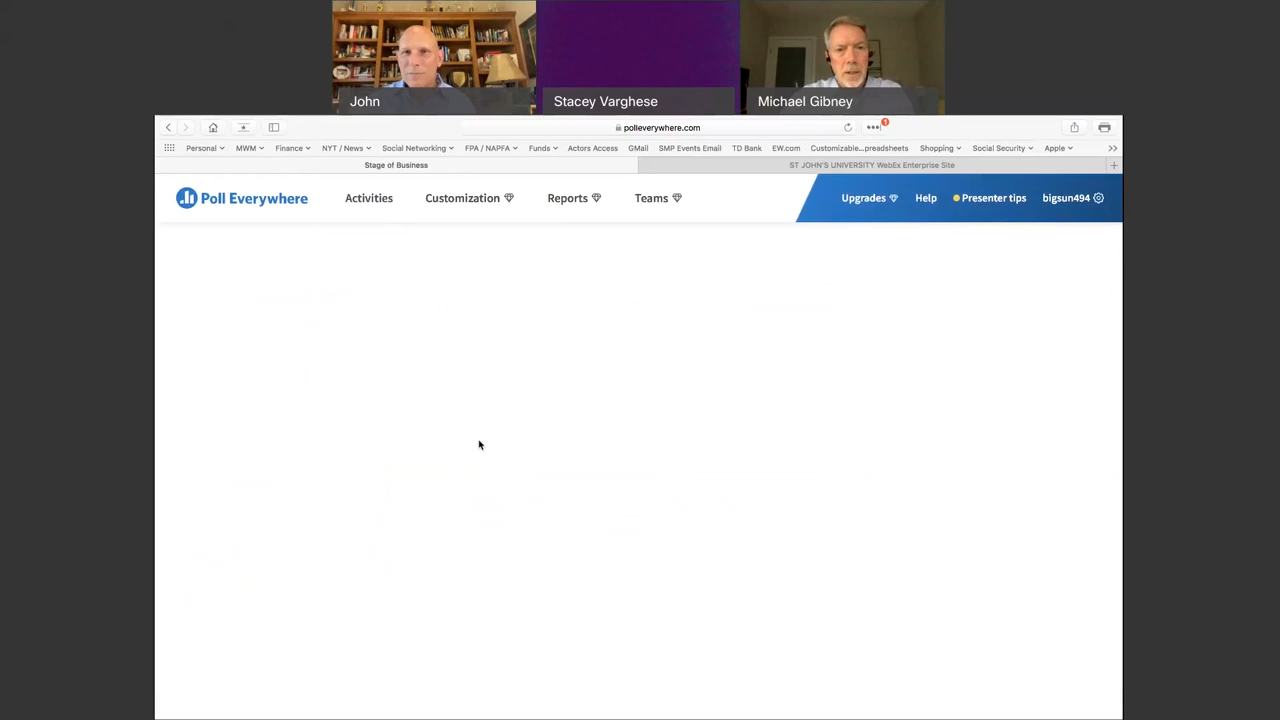 John
Stacey Varghese
Michael Gibney
polleverywhere.com
1
Personal MWM Finance NYT / News Social Networking FPA / NAPFA Funds Actors Access GMail SMP Events Email TD Bank EW.com Customizable...preadsheets Shopping Social Security Apple
Stage of Business
ST JOHN'S UNIVERSITY WebEx Enterprise Site
Poll Everywhere
Activities
Customization
Reports
Teams
Upgrades
Help
Presenter tips
bigsun494